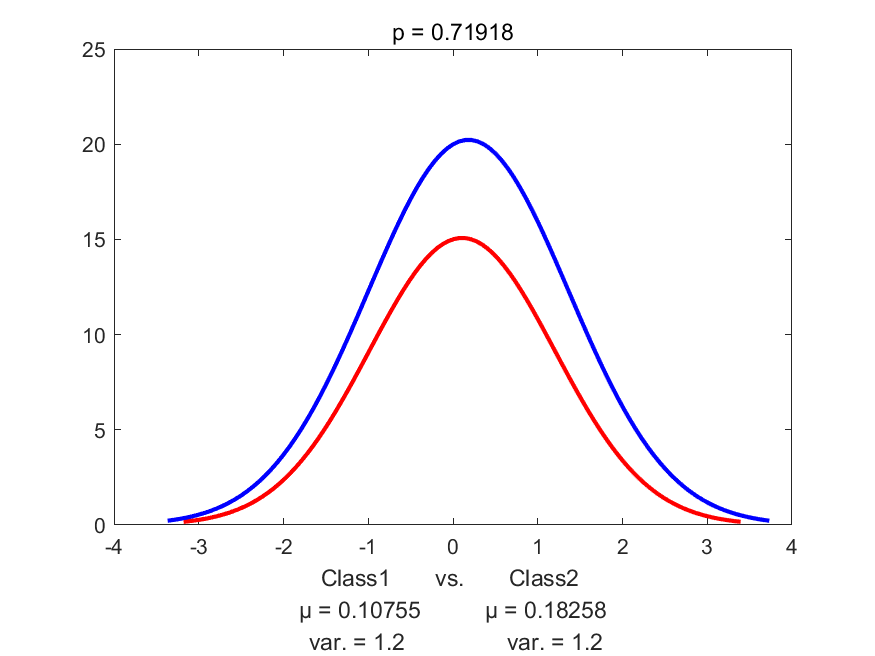 p = 0.71918
25
20
15
10
5
0
-4 -3 -2 -1 0 1 2 3 4
Class1 vs. Class2
μ = 0.10755 μ = 0.18258
var. = 1.2 var. = 1.2